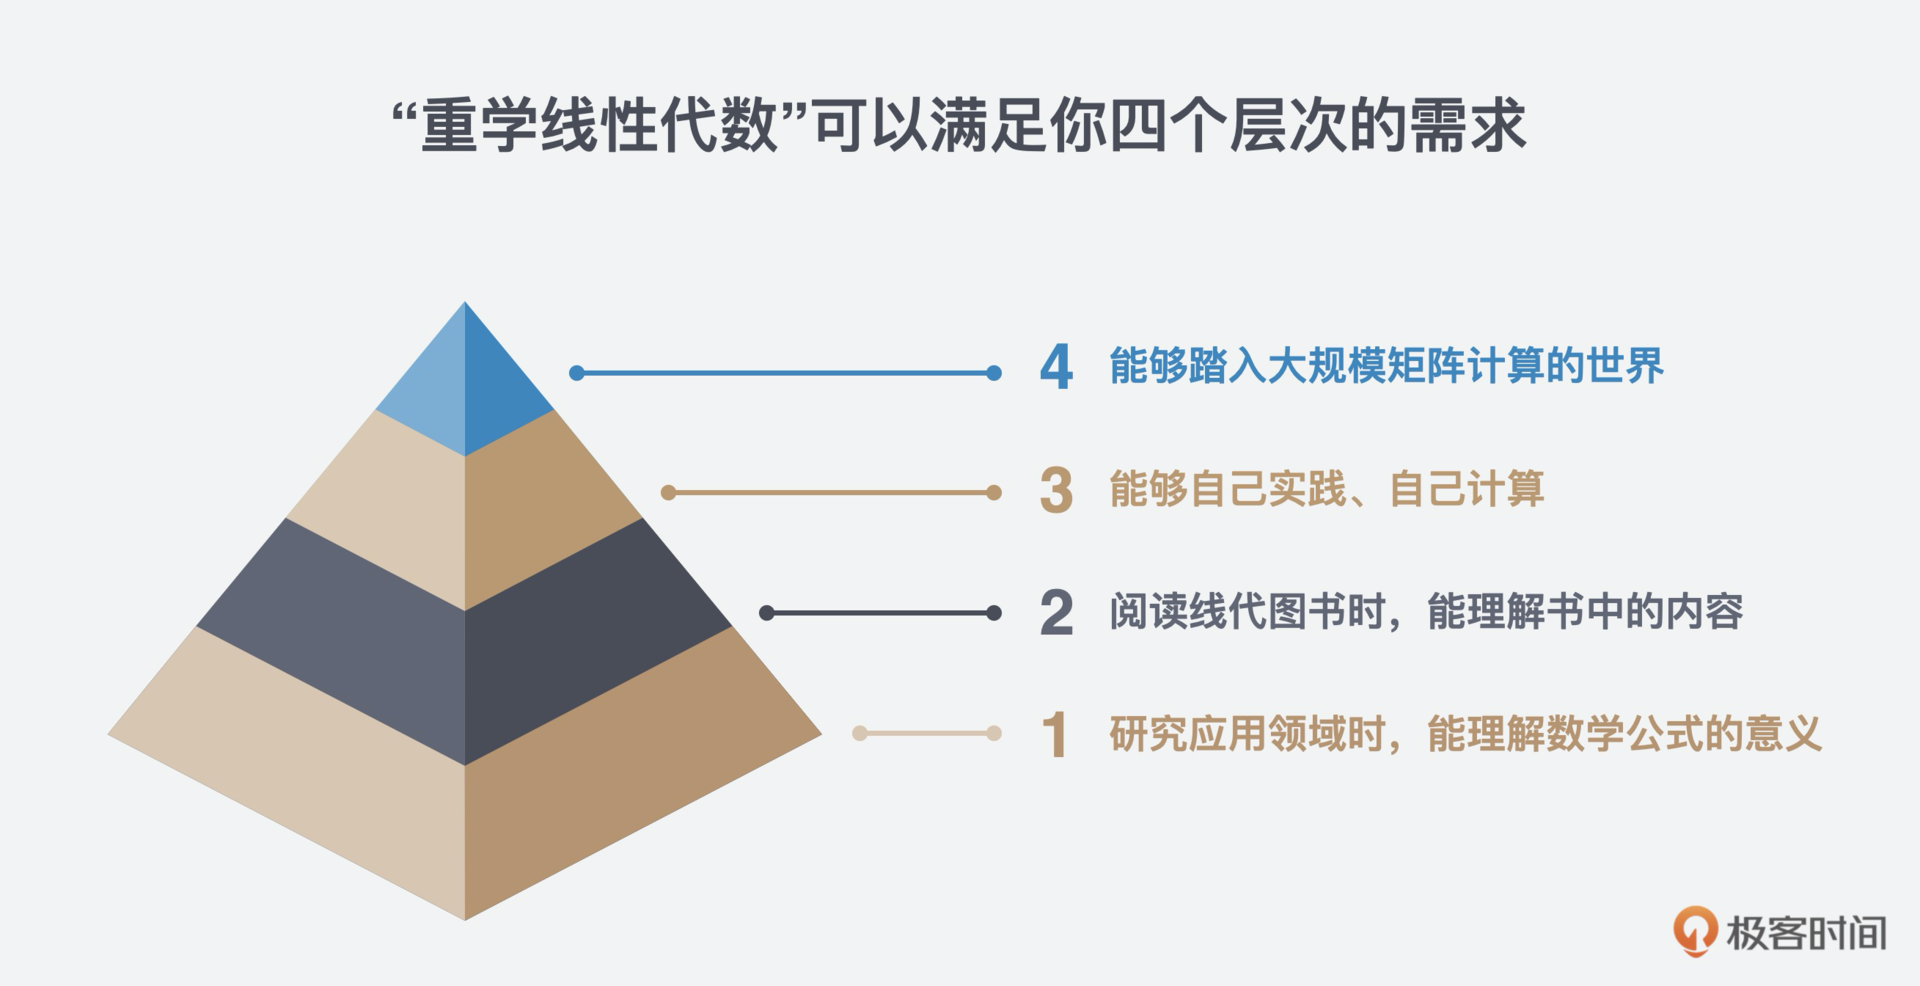 “重学线性代数”可以满足你四个层次的需求
4 能够踏入大规模矩阵计算的世界
3 能够自己实践、自己计算
2 阅读线代图书时，能理解书中的内容
1 研究应用领域时，能理解数学公式的意义
极客时间